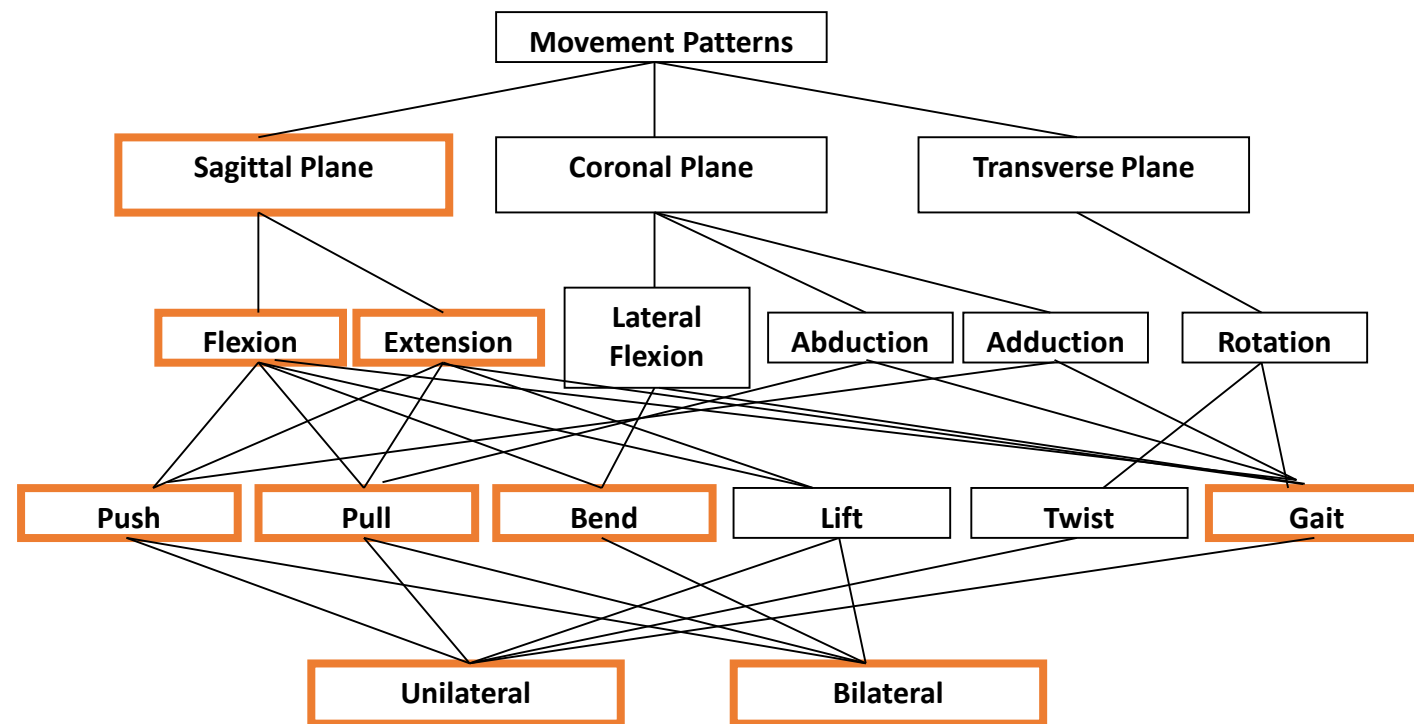 Movement Patterns
Sagittal Plane
Coronal Plane
Transverse Plane
Flexion
Extension
Lateral
Flexion
Abduction
Adduction
Rotation
Push
Pull
Bend
Lift
Twist
Gait
Unilateral
Bilateral